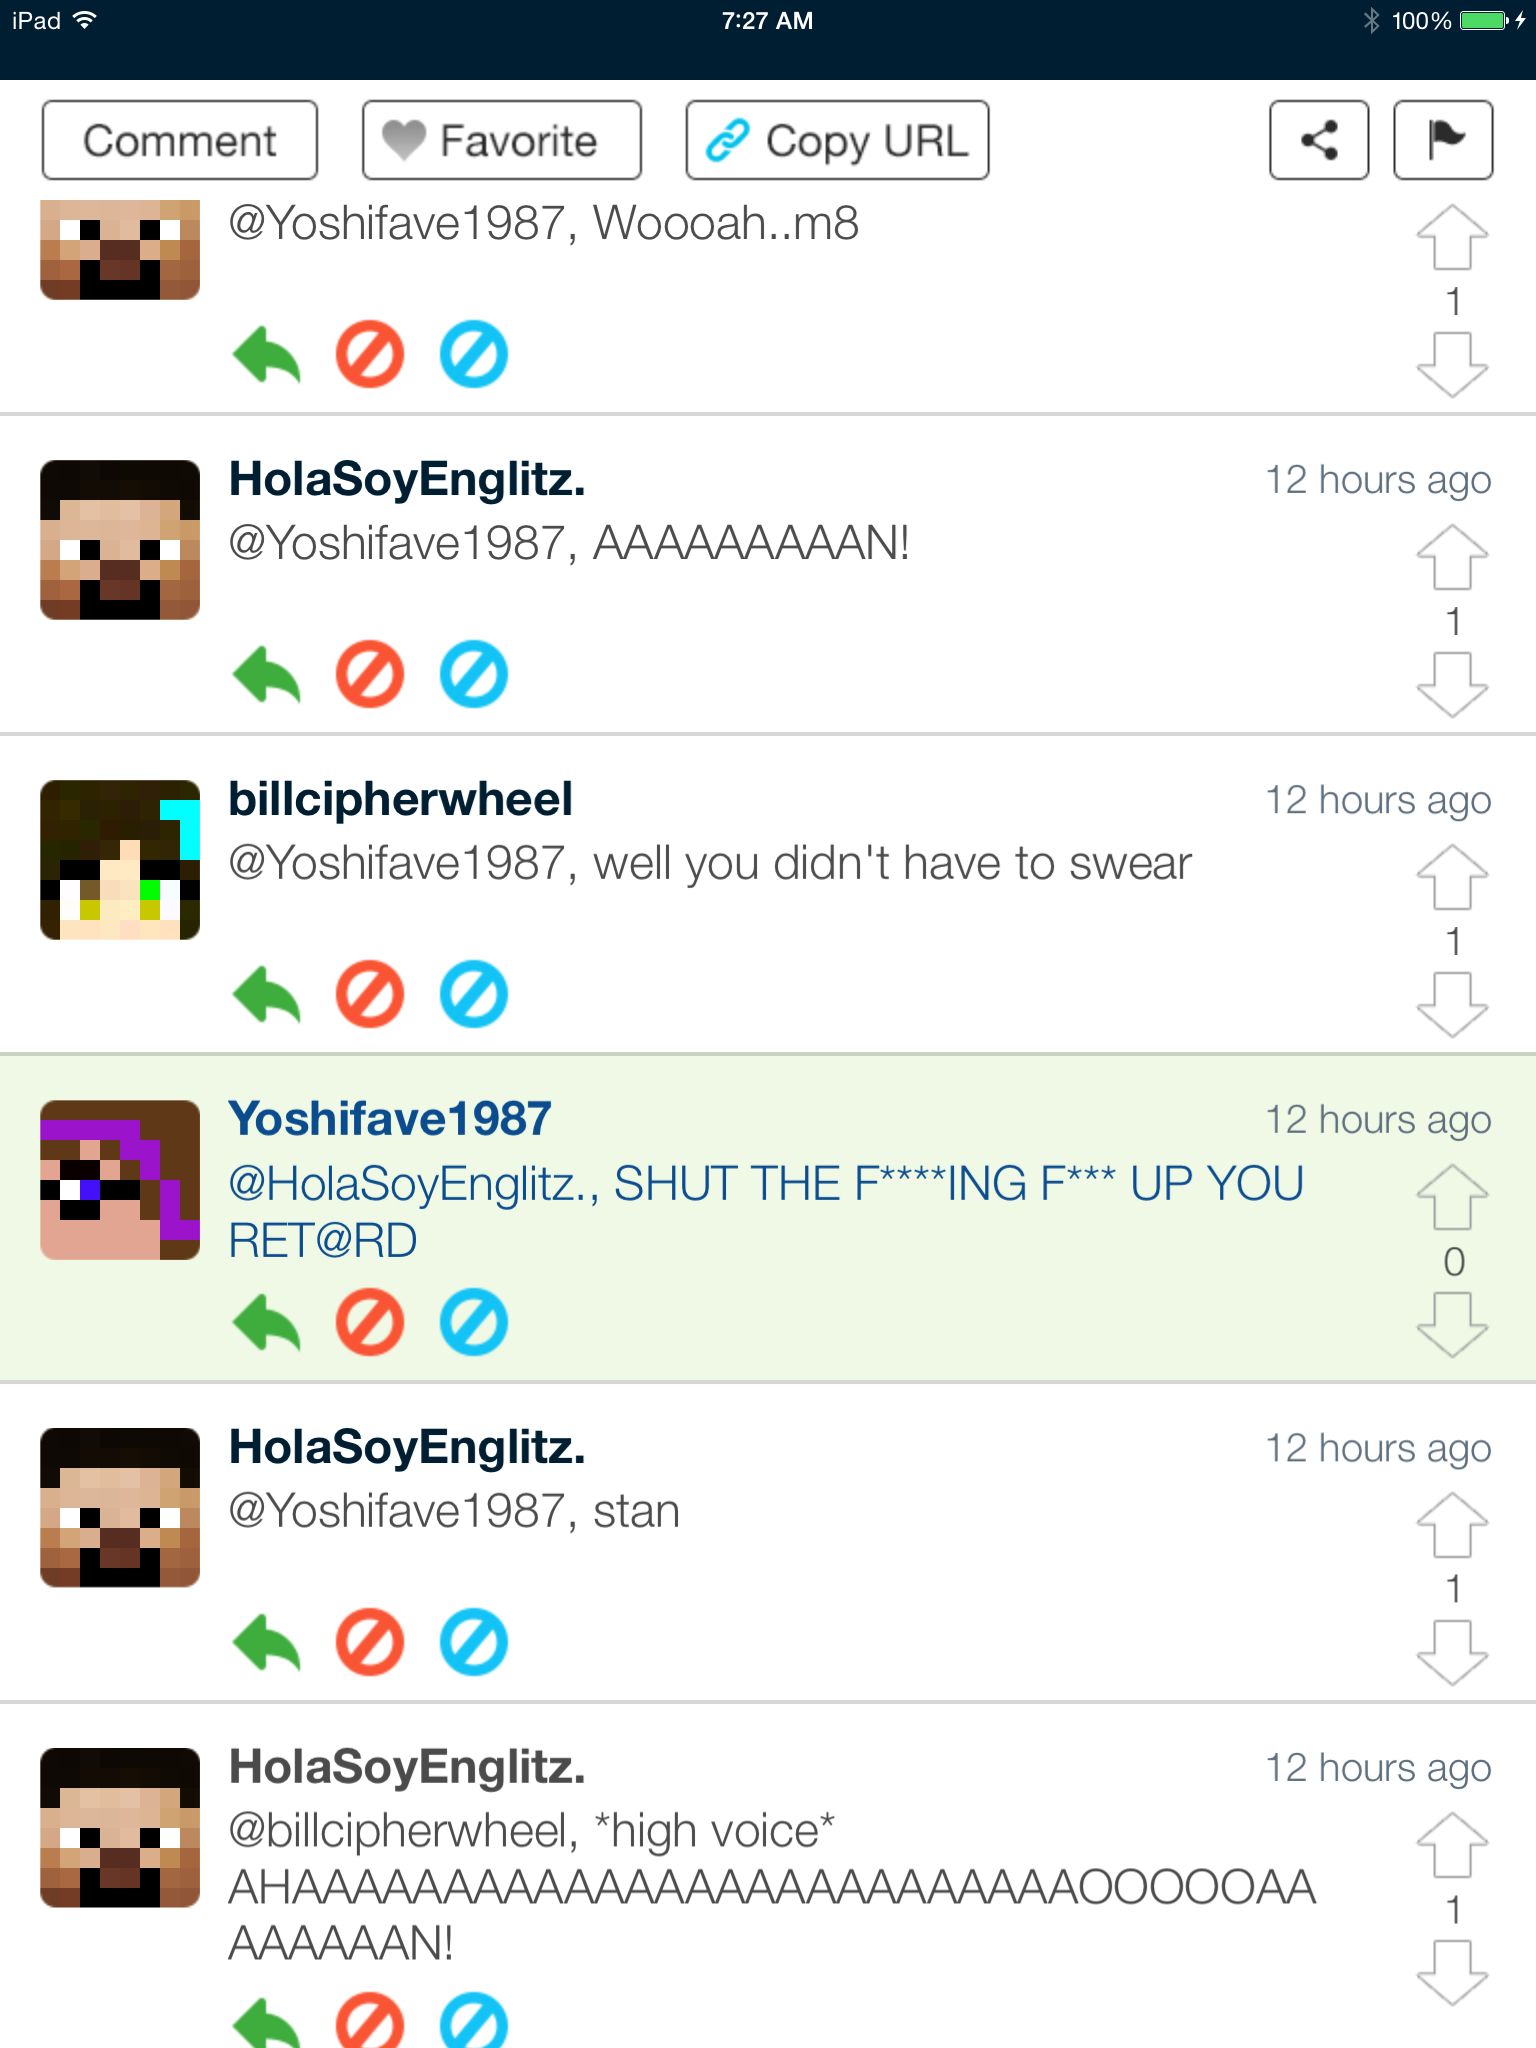 iPad 7:27 AM 100%
Comment Favorite Copy URL
@Yoshifave1987, Woooah..m8
1
HolaSoyEnglitz. 12 hours ago
@Yoshifave1987, AAAAAAAAAN!
1
billcipherwheel 12 hours ago
@Yoshifave1987, well you didn't have to swear
1
Yoshifave1987 12 hours ago
@HolaSoyEnglitz., SHUT THE F****ING F*** UP YOU
RET@RD
0
HolaSoyEnglitz. 12 hours ago
@Yoshifave1987, stan
1
HolaSoyEnglitz. 12 hours ago
@billcipherwheel, *high voice*
AHAAAAAAAAAAAAAAAAAAAAAAAAAAOOOOOOAA
AAAAAAAN!
1